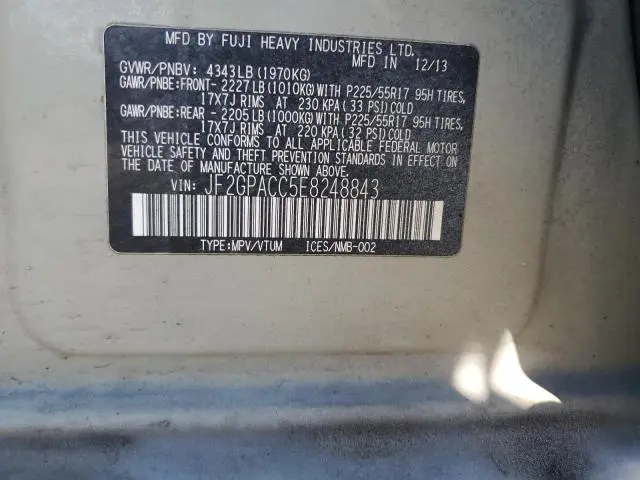 MFD BY FUJI HEAVY INDUSTRIES LTD.
MFD IN 12/13
GVWR/PNBV: 4343LB(1970KG)
GAWR/PNBE:FRONT- 2227LB(1010KG)WITH P225/55R17 95H TIRES,
17X7J RIMS AT 230 KPA(33 PSI)COLD
GAWR/PNBE:REAR - 2205LB(1000KG)WITH P225/55R17 95H TIRES,
17X7J RIMS AT 220 KPA(32 PSI)COLD
THIS VEHICLE CONFORMS TO ALL APPLICABLE FEDERAL MOTOR
VEHICLE SAFETY AND THEFT PREVENTION STANDARDS IN EFFECT ON
THE DATE OF MANUFACTURE SHOWN ABOVE.
VIN: JF2GPACC5E8248843
TYPE:MPV/VTUM ICES/NMB-002